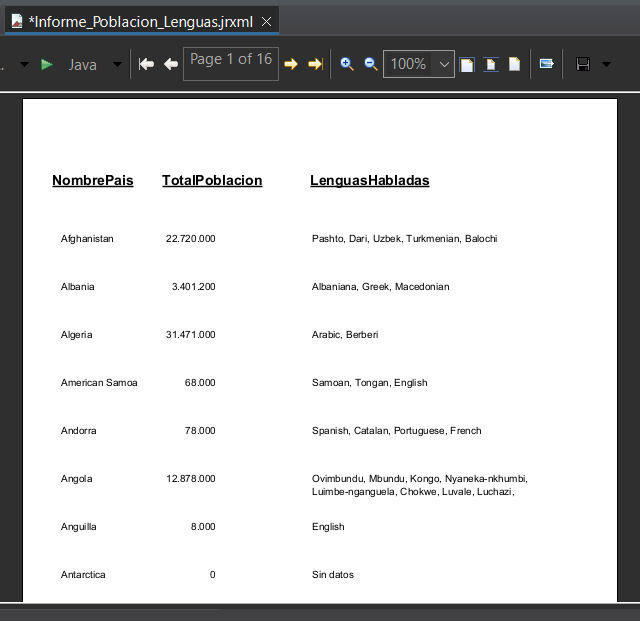 *Informe_Poblacion_Lenguas.jrxml
Java
Page 1 of 16
100%
NombrePais TotalPoblacion LenguasHabladas
Afghanistan 22.720.000 Pashto, Dari, Uzbek, Turkmenian, Balochi
Albania 3.401.200 Albaniana, Greek, Macedonian
Algeria 31.471.000 Arabic, Berberi
American Samoa 68.000 Samoan, Tongan, English
Andorra 78.000 Spanish, Catalan, Portuguese, French
Angola 12.878.000 Ovimbundu, Mbundu, Kongo, Nyaneka-nkhumbi,
Luimbe-nganguela, Chokwe, Luvale, Luchazi,
Anguilla 8.000 English
Antarctica 0 Sin datos